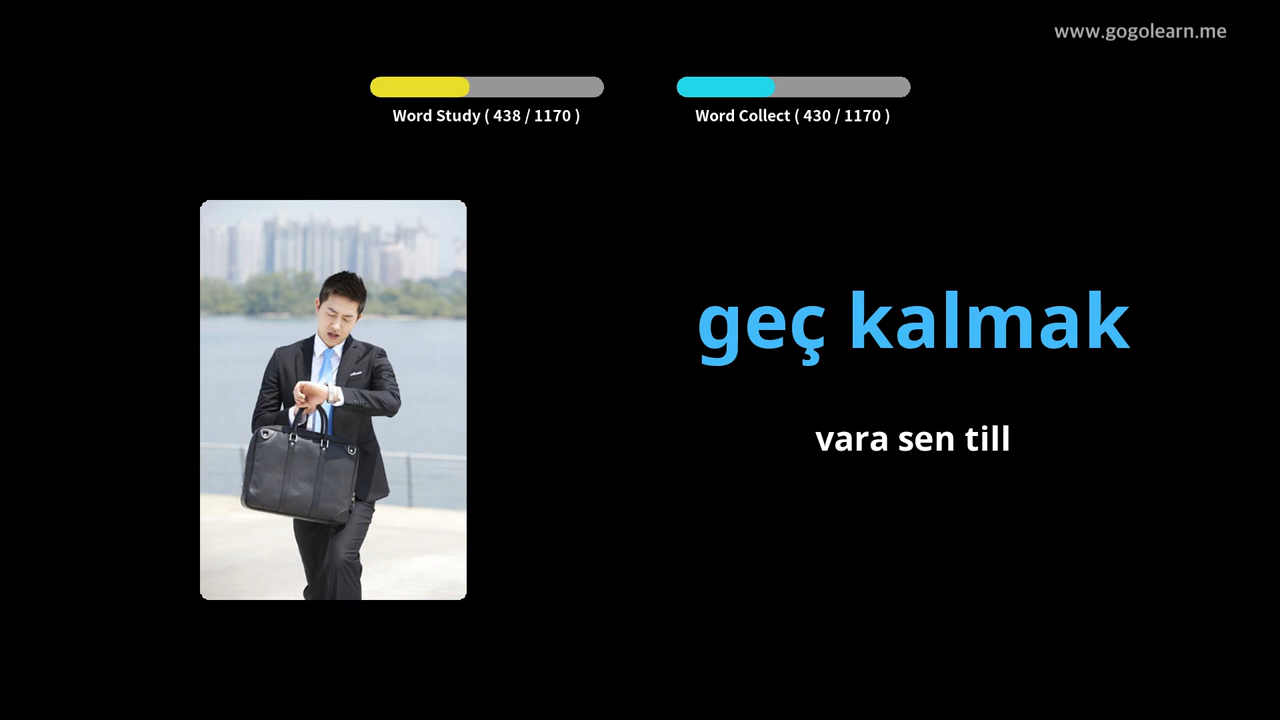 www.gogolearn.me
Word Study ( 438 / 1170 )
Word Collect ( 430 / 1170 )
geç kalmak
vara sen till